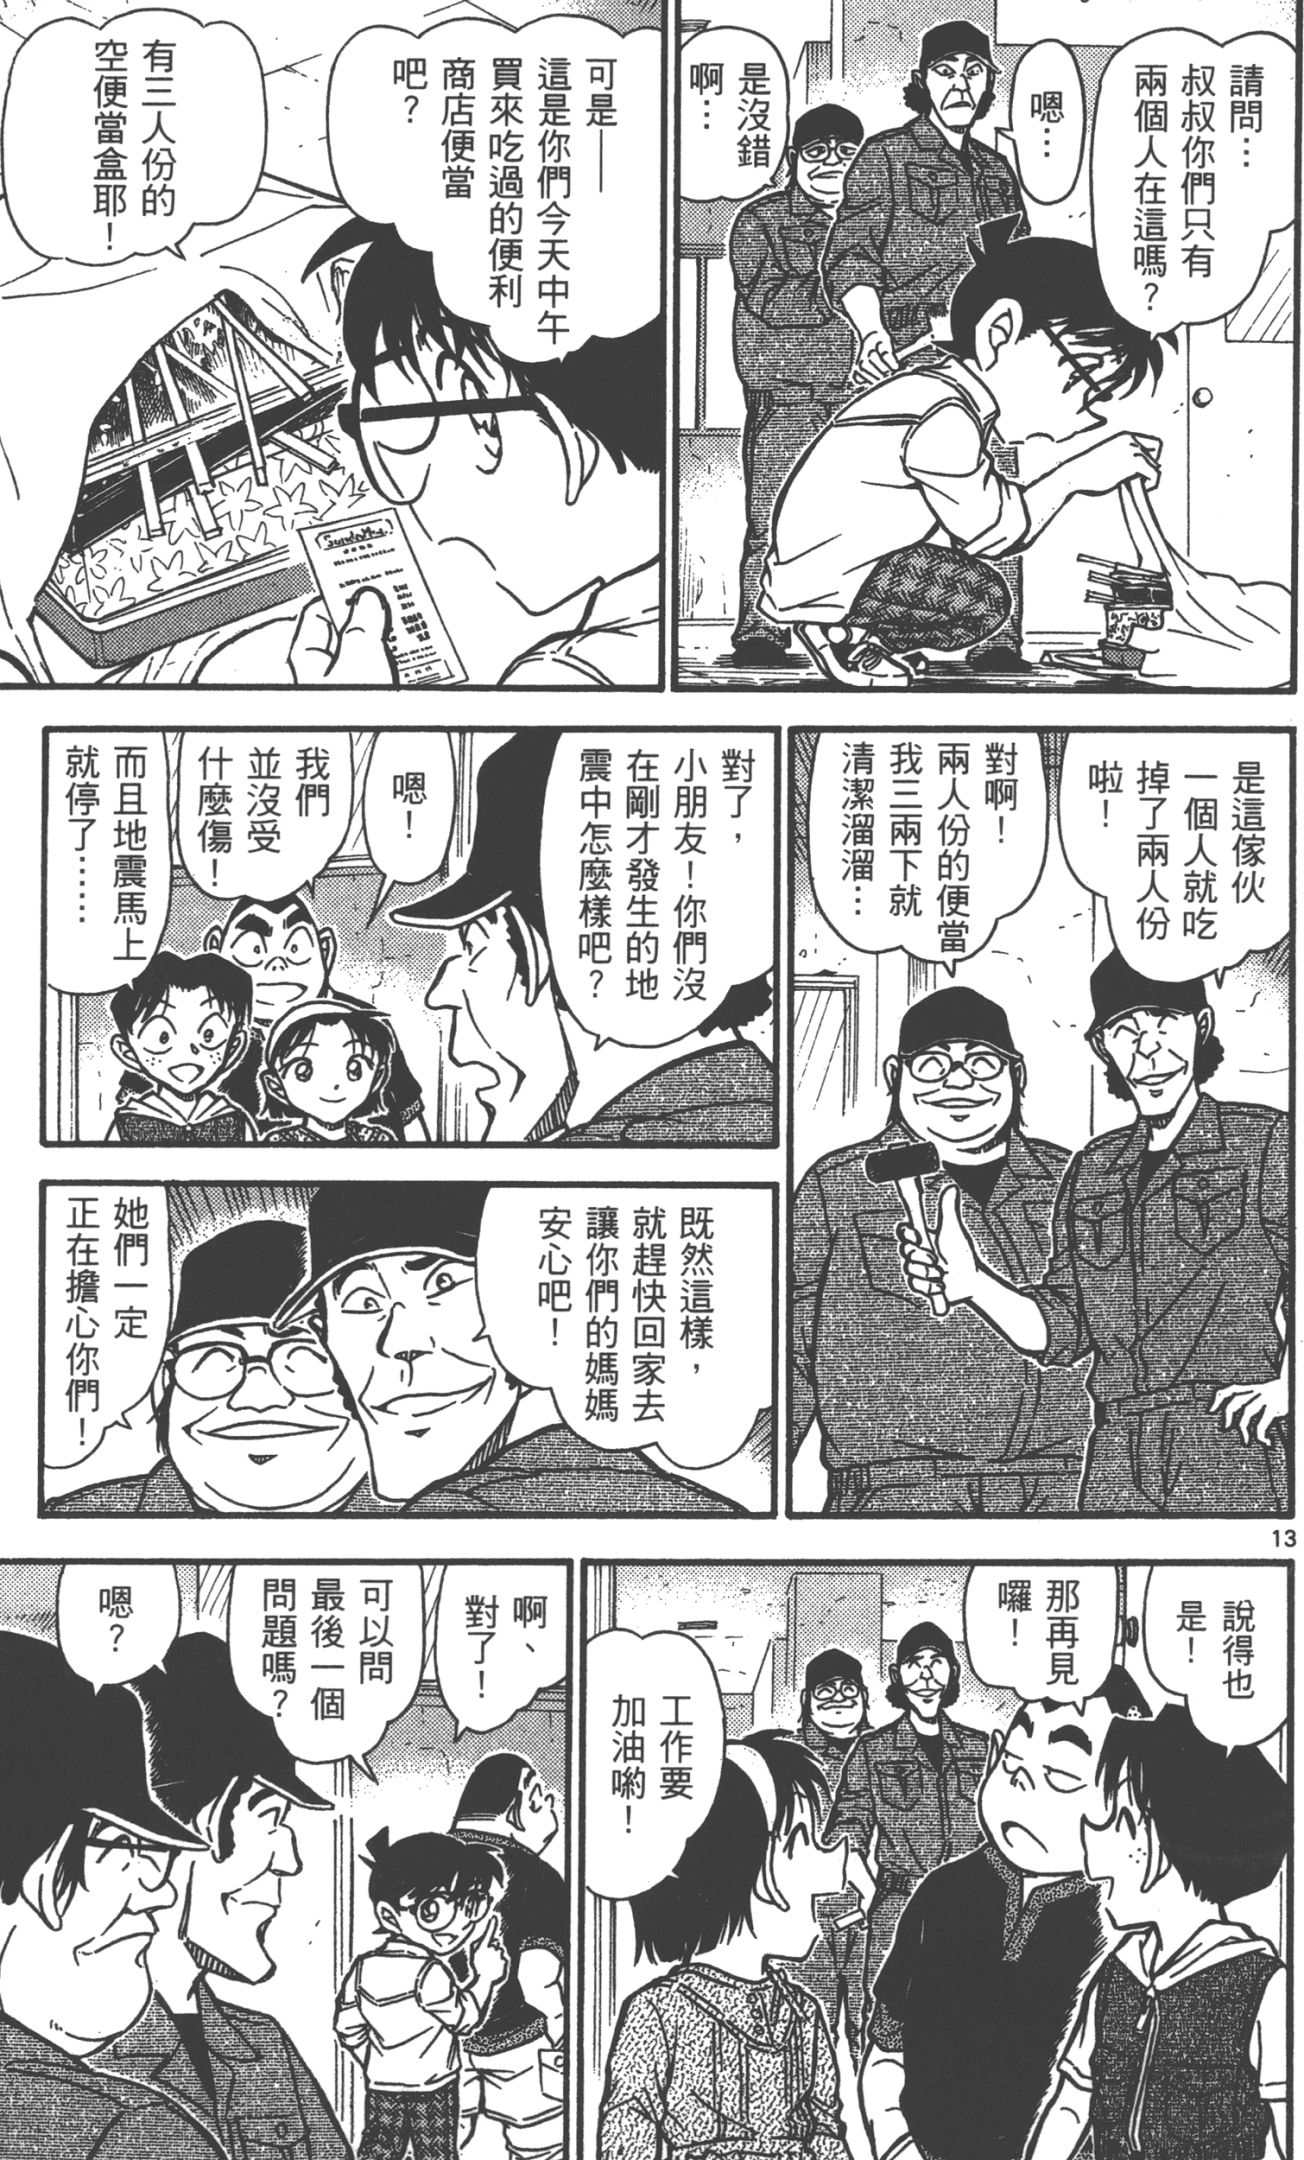 請問…
叔叔你們只有
兩個人在這嗎？
嗯…
是沒錯
啊…
可是——
這是你們今天中午
買來吃過的便利
商店便當
吧？
有三人份的
空便當盒耶！
是這傢伙
一個人就吃
掉了兩人份
啦！
對啊！
兩人份的便當
我三兩下就
清潔溜溜…
對了，
小朋友！你們沒
在剛才發生的地
震中怎麼樣吧？
嗯！
我們
並沒受
什麼傷！
而且地震馬上
就停了……
既然這樣，
就趕快回家去
讓你們的媽媽
安心吧！
她們一定
正在擔心你們！
13
說得也
是！
那再見
囉！
工作要
加油喲！
啊、
對了！
可以問
最後一個
問題嗎？
嗯？